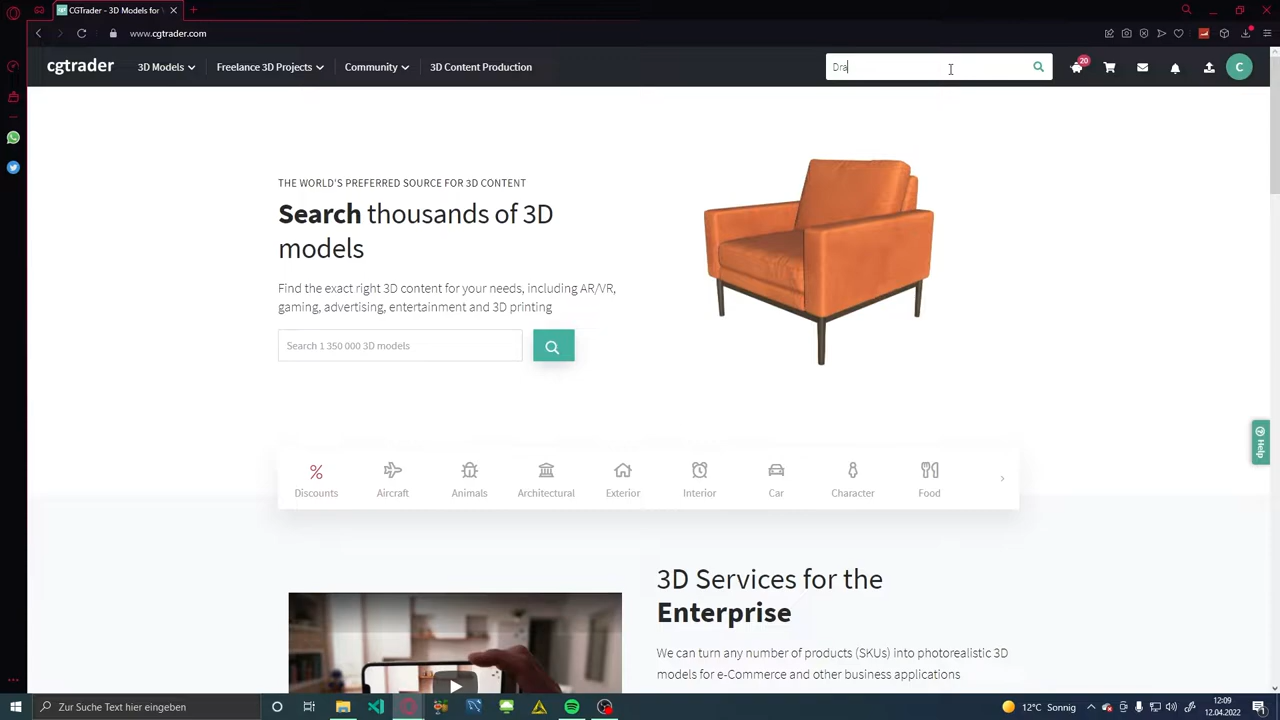 CGTrader - 3D Models for
www.cgtrader.com
cgtrader
3D Models
Freelance 3D Projects
Community
3D Content Production
Dra
20
C
THE WORLD'S PREFERRED SOURCE FOR 3D CONTENT
Search thousands of 3D
models
Find the exact right 3D content for your needs, including AR/VR,
gaming, advertising, entertainment and 3D printing
Search 1 350 000 3D models
Help
Discounts
Aircraft
Animals
Architectural
Exterior
Interior
Car
Character
Food
3D Services for the
Enterprise
We can turn any number of products (SKUs) into photorealistic 3D
models for e-Commerce and other business applications
Zur Suche Text hier eingeben
12°C Sonnig
12:09
12.04.2022